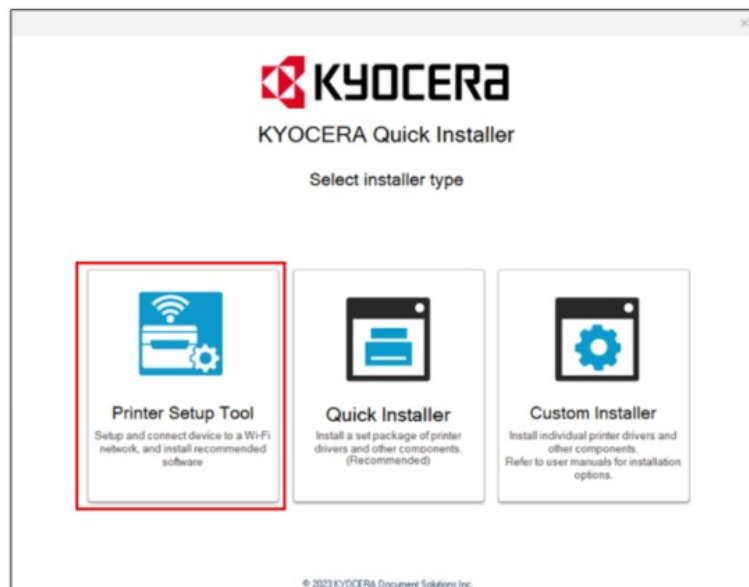 KYOCERA
KYOCERA Quick Installer
Select installer type
Printer Setup Tool
Setup and connect device to a Wi-Fi
network, and install recommended
software
Quick Installer
Install a set package of printer
drivers and other components.
(Recommended)
Custom Installer
Install individual printer drivers and
other components.
Refer to user manuals for installation
options.
© 2023 KYOCERA Document Solutions Inc.